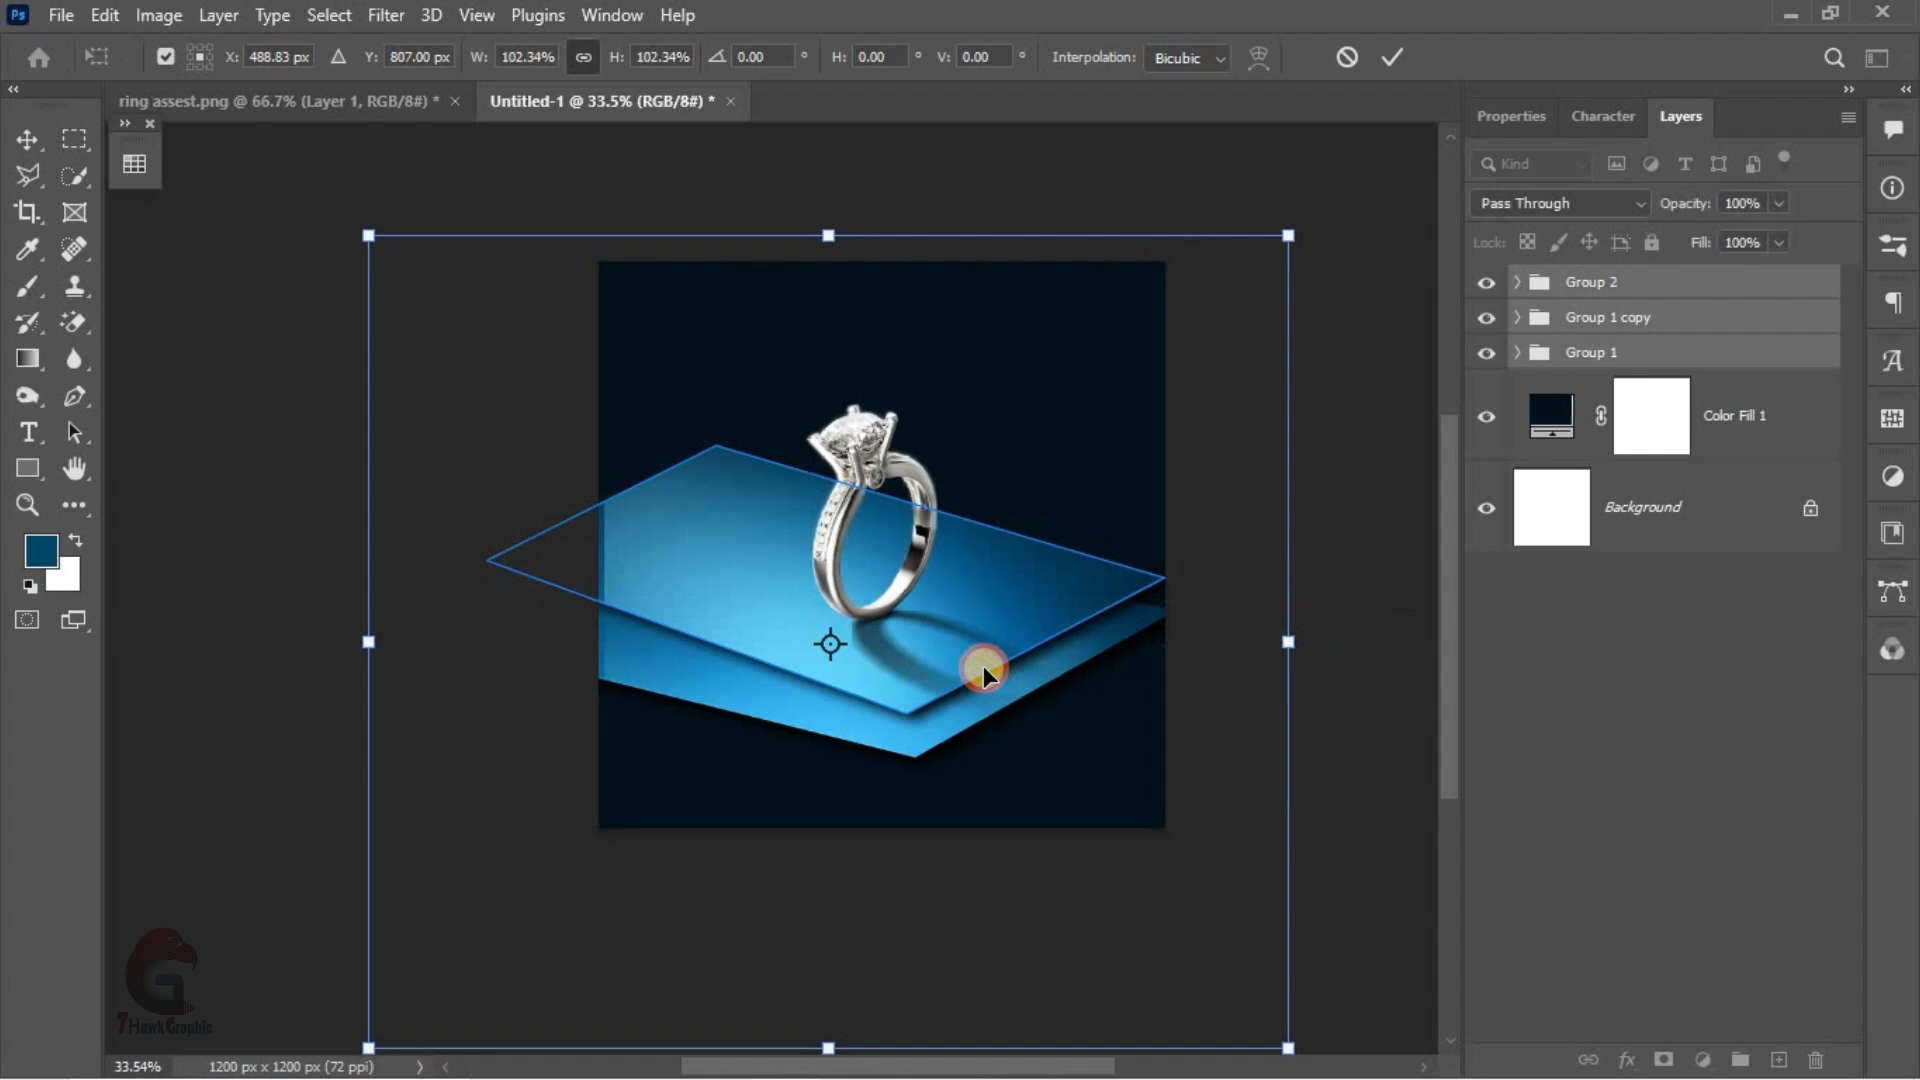 Ps File Edit Image Layer Type Select Filter 3D View Plugins Window Help
X: 488.83 px Y: 807.00 px W: 102.34% H: 102.34% 0.00 ° H: 0.00 ° V: 0.00 ° Interpolation: Bicubic
ring assest.png @ 66.7% (Layer 1, RGB/8#) * Untitled-1 @ 33.5% (RGB/8#) *
Properties Character Layers
Kind
Pass Through Opacity: 100%
Lock: Fill: 100%
Group 2
Group 1 copy
Group 1
Color Fill 1
Background
7HawkGraphic
33.54% 1200 px x 1200 px (72 ppi)